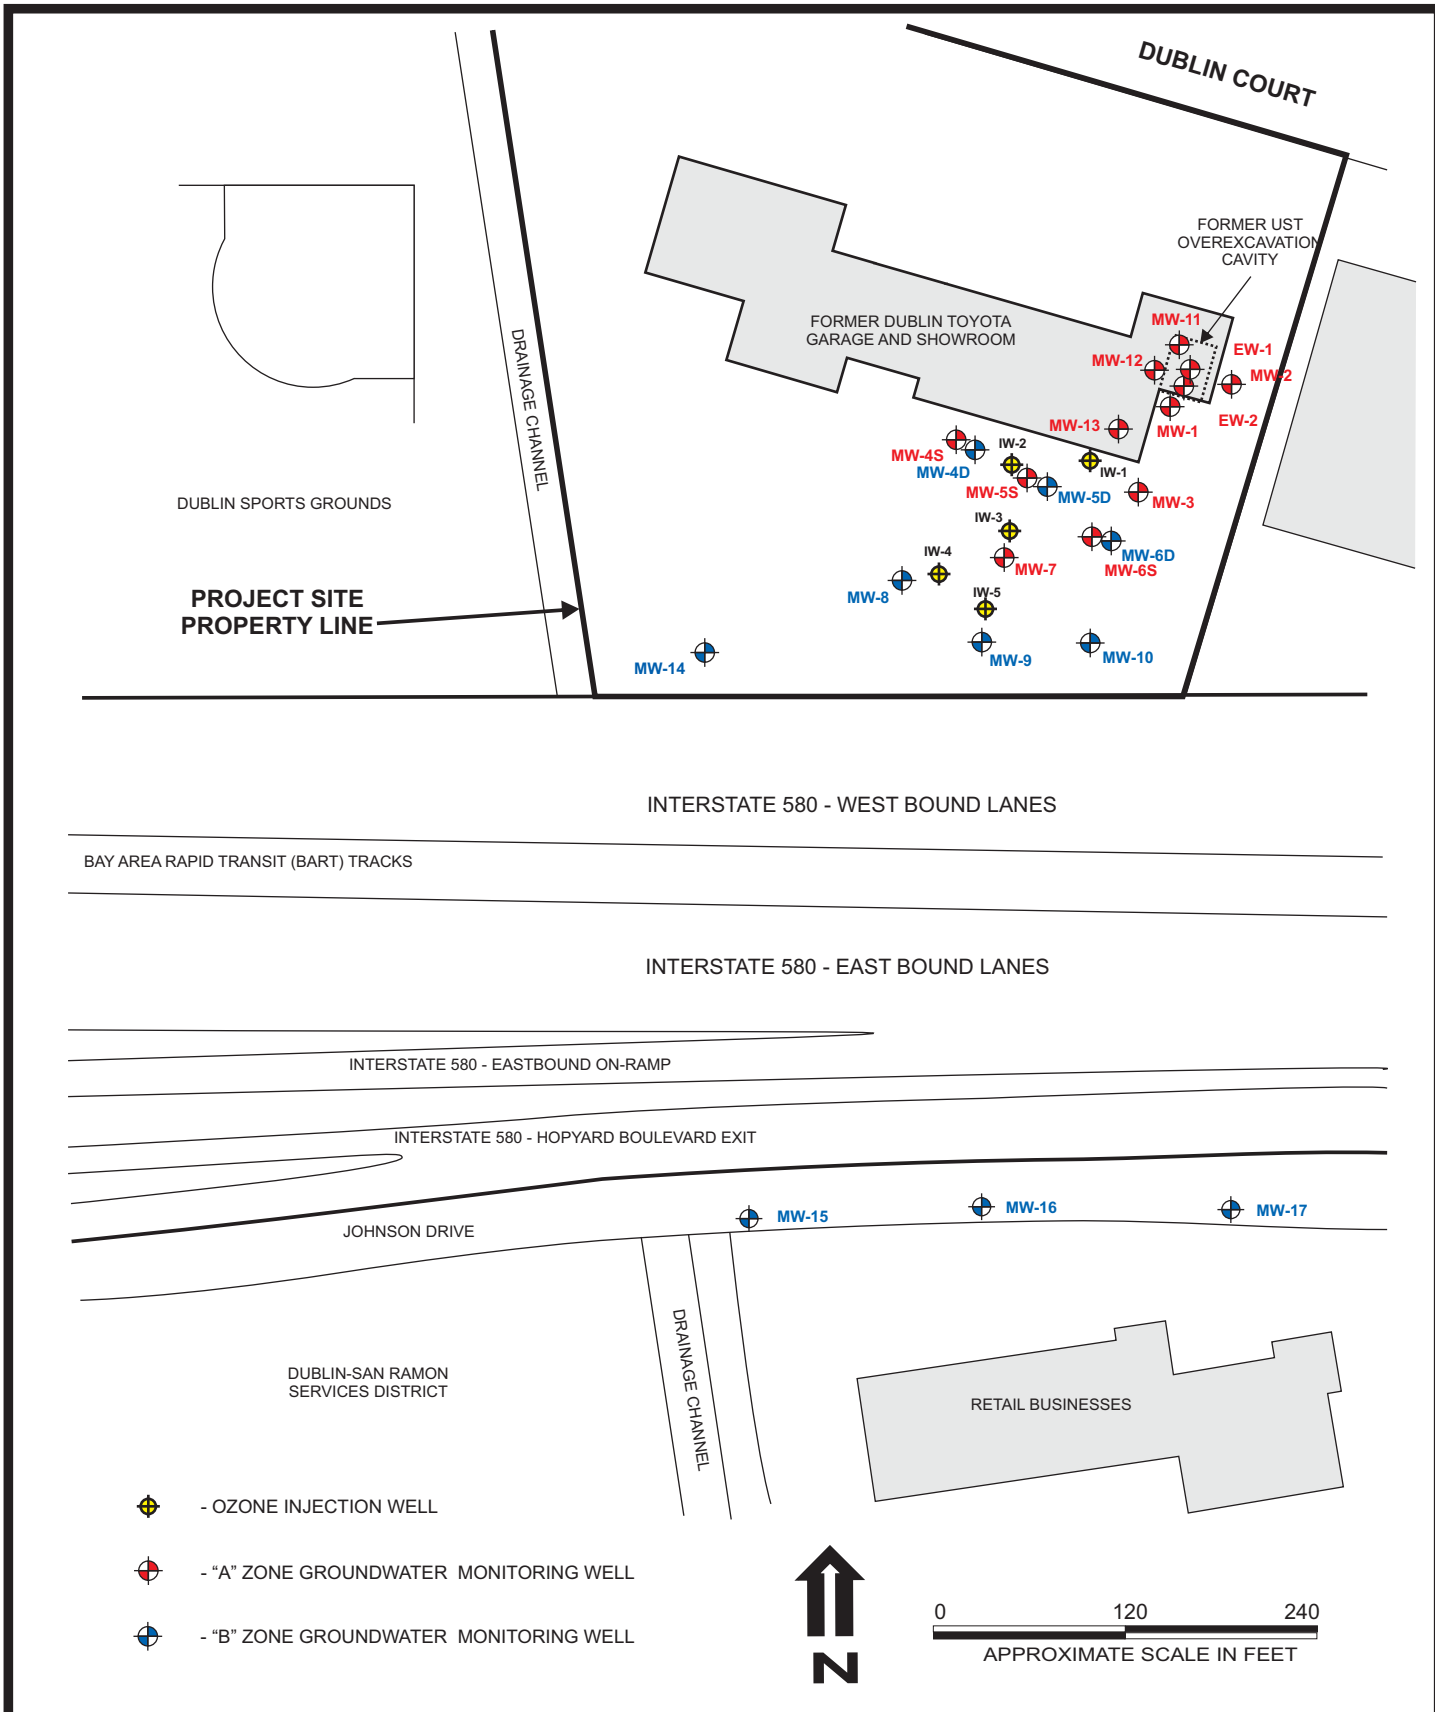 DUBLIN COURT
FORMER UST
OVEREXCAVATION
CAVITY
FORMER DUBLIN TOYOTA
GARAGE AND SHOWROOM
MW-11
EW-1
MW-12
MW-2
EW-2
MW-1
MW-13
MW-4S
IW-2
MW-4D
IW-1
MW-5S
MW-5D
MW-3
IW-3
IW-4
MW-6D
MW-7
MW-6S
MW-8
IW-5
MW-9
MW-10
MW-14
DRAINAGE CHANNEL
DUBLIN SPORTS GROUNDS
PROJECT SITE
PROPERTY LINE
INTERSTATE 580 - WEST BOUND LANES
BAY AREA RAPID TRANSIT (BART) TRACKS
INTERSTATE 580 - EAST BOUND LANES
INTERSTATE 580 - EASTBOUND ON-RAMP
INTERSTATE 580 - HOPYARD BOULEVARD EXIT
MW-15
MW-16
MW-17
JOHNSON DRIVE
DRAINAGE CHANNEL
DUBLIN-SAN RAMON
SERVICES DISTRICT
RETAIL BUSINESSES
- OZONE INJECTION WELL
- “A” ZONE GROUNDWATER MONITORING WELL
- “B” ZONE GROUNDWATER MONITORING WELL
N
0 120 240
APPROXIMATE SCALE IN FEET